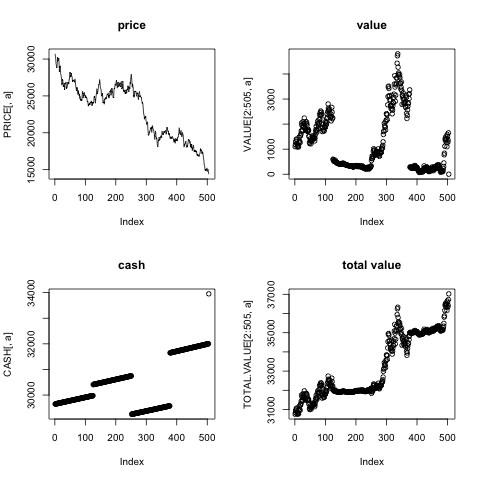 price
PRICE[, a]
15000 20000 25000 30000
0 100 200 300 400 500
Index
value
VALUE[2:505, a]
0 1000 3000
0 100 200 300 400 500
Index
cash
CASH[, a]
30000 32000 34000
0 100 200 300 400 500
Index
total value
TOTAL.VALUE[2:505, a]
31000 33000 35000 37000
0 100 200 300 400 500
Index